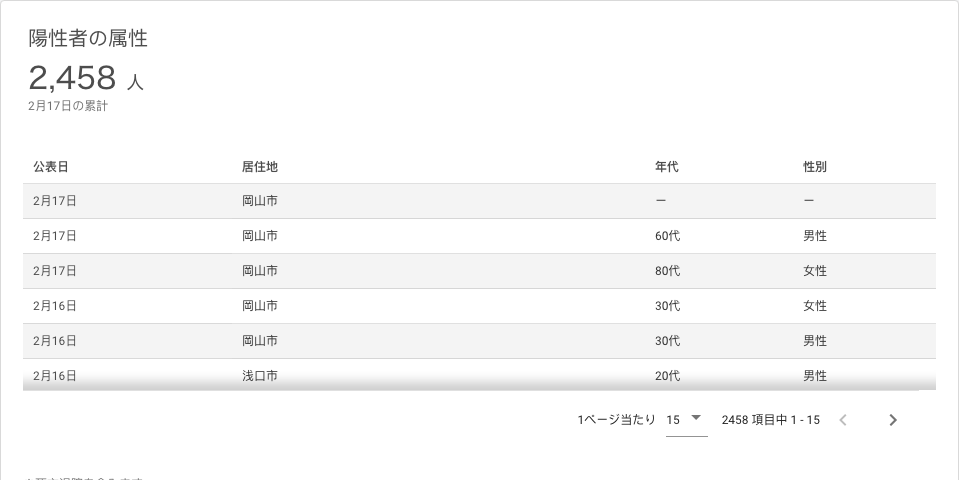 陽性者の属性
2,458 人
2月17日の累計
公表日 居住地 年代 性別
2月17日 岡山市 ー ー
2月17日 岡山市 60代 男性
2月17日 岡山市 80代 女性
2月16日 岡山市 30代 女性
2月16日 岡山市 30代 男性
2月16日 浅口市 20代 男性
1ページ当たり 15 2458 項目中 1 - 15